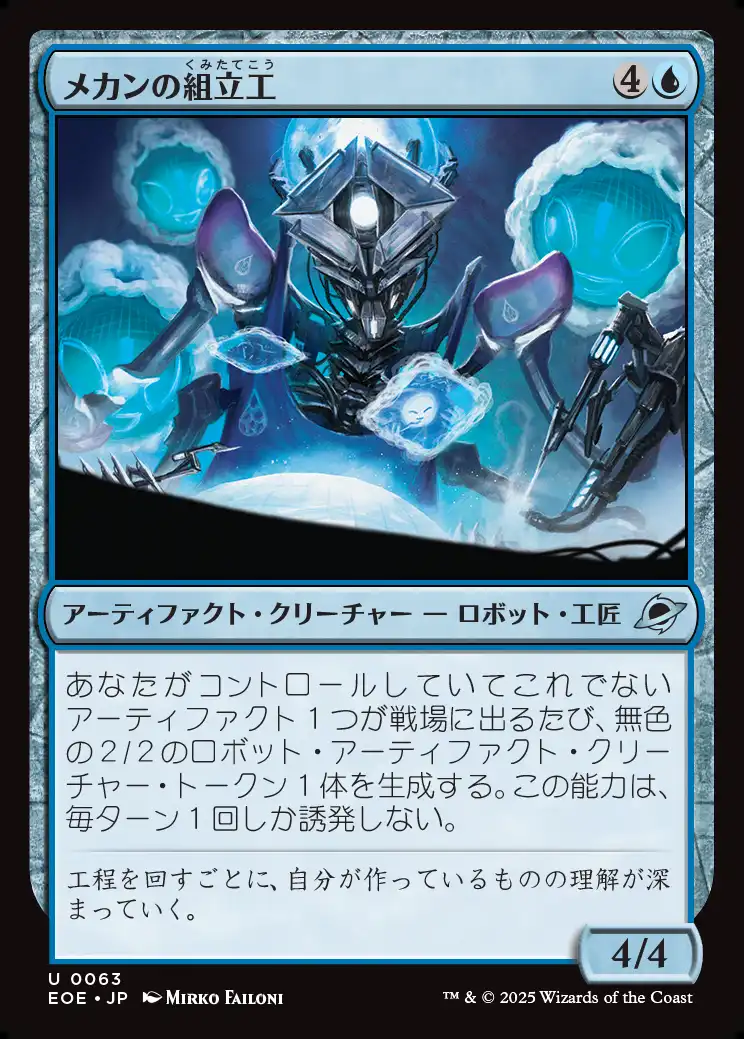 くみたてこう
メカンの組立工 4
アーティファクト・クリーチャー ― ロボット・工匠
あなたがコントロールしていてこれでない
アーティファクト1つが戦場に出るたび、無色
の2/2のロボット・アーティファクト・クリー
チャー・トークン1体を生成する。この能力は、
毎ターン1回しか誘発しない。
工程を回すごとに、自分が作っているものの理解が深
まっていく。
4/4
U 0063
EOE • JP Mirko Failoni
™ & © 2025 Wizards of the Coast